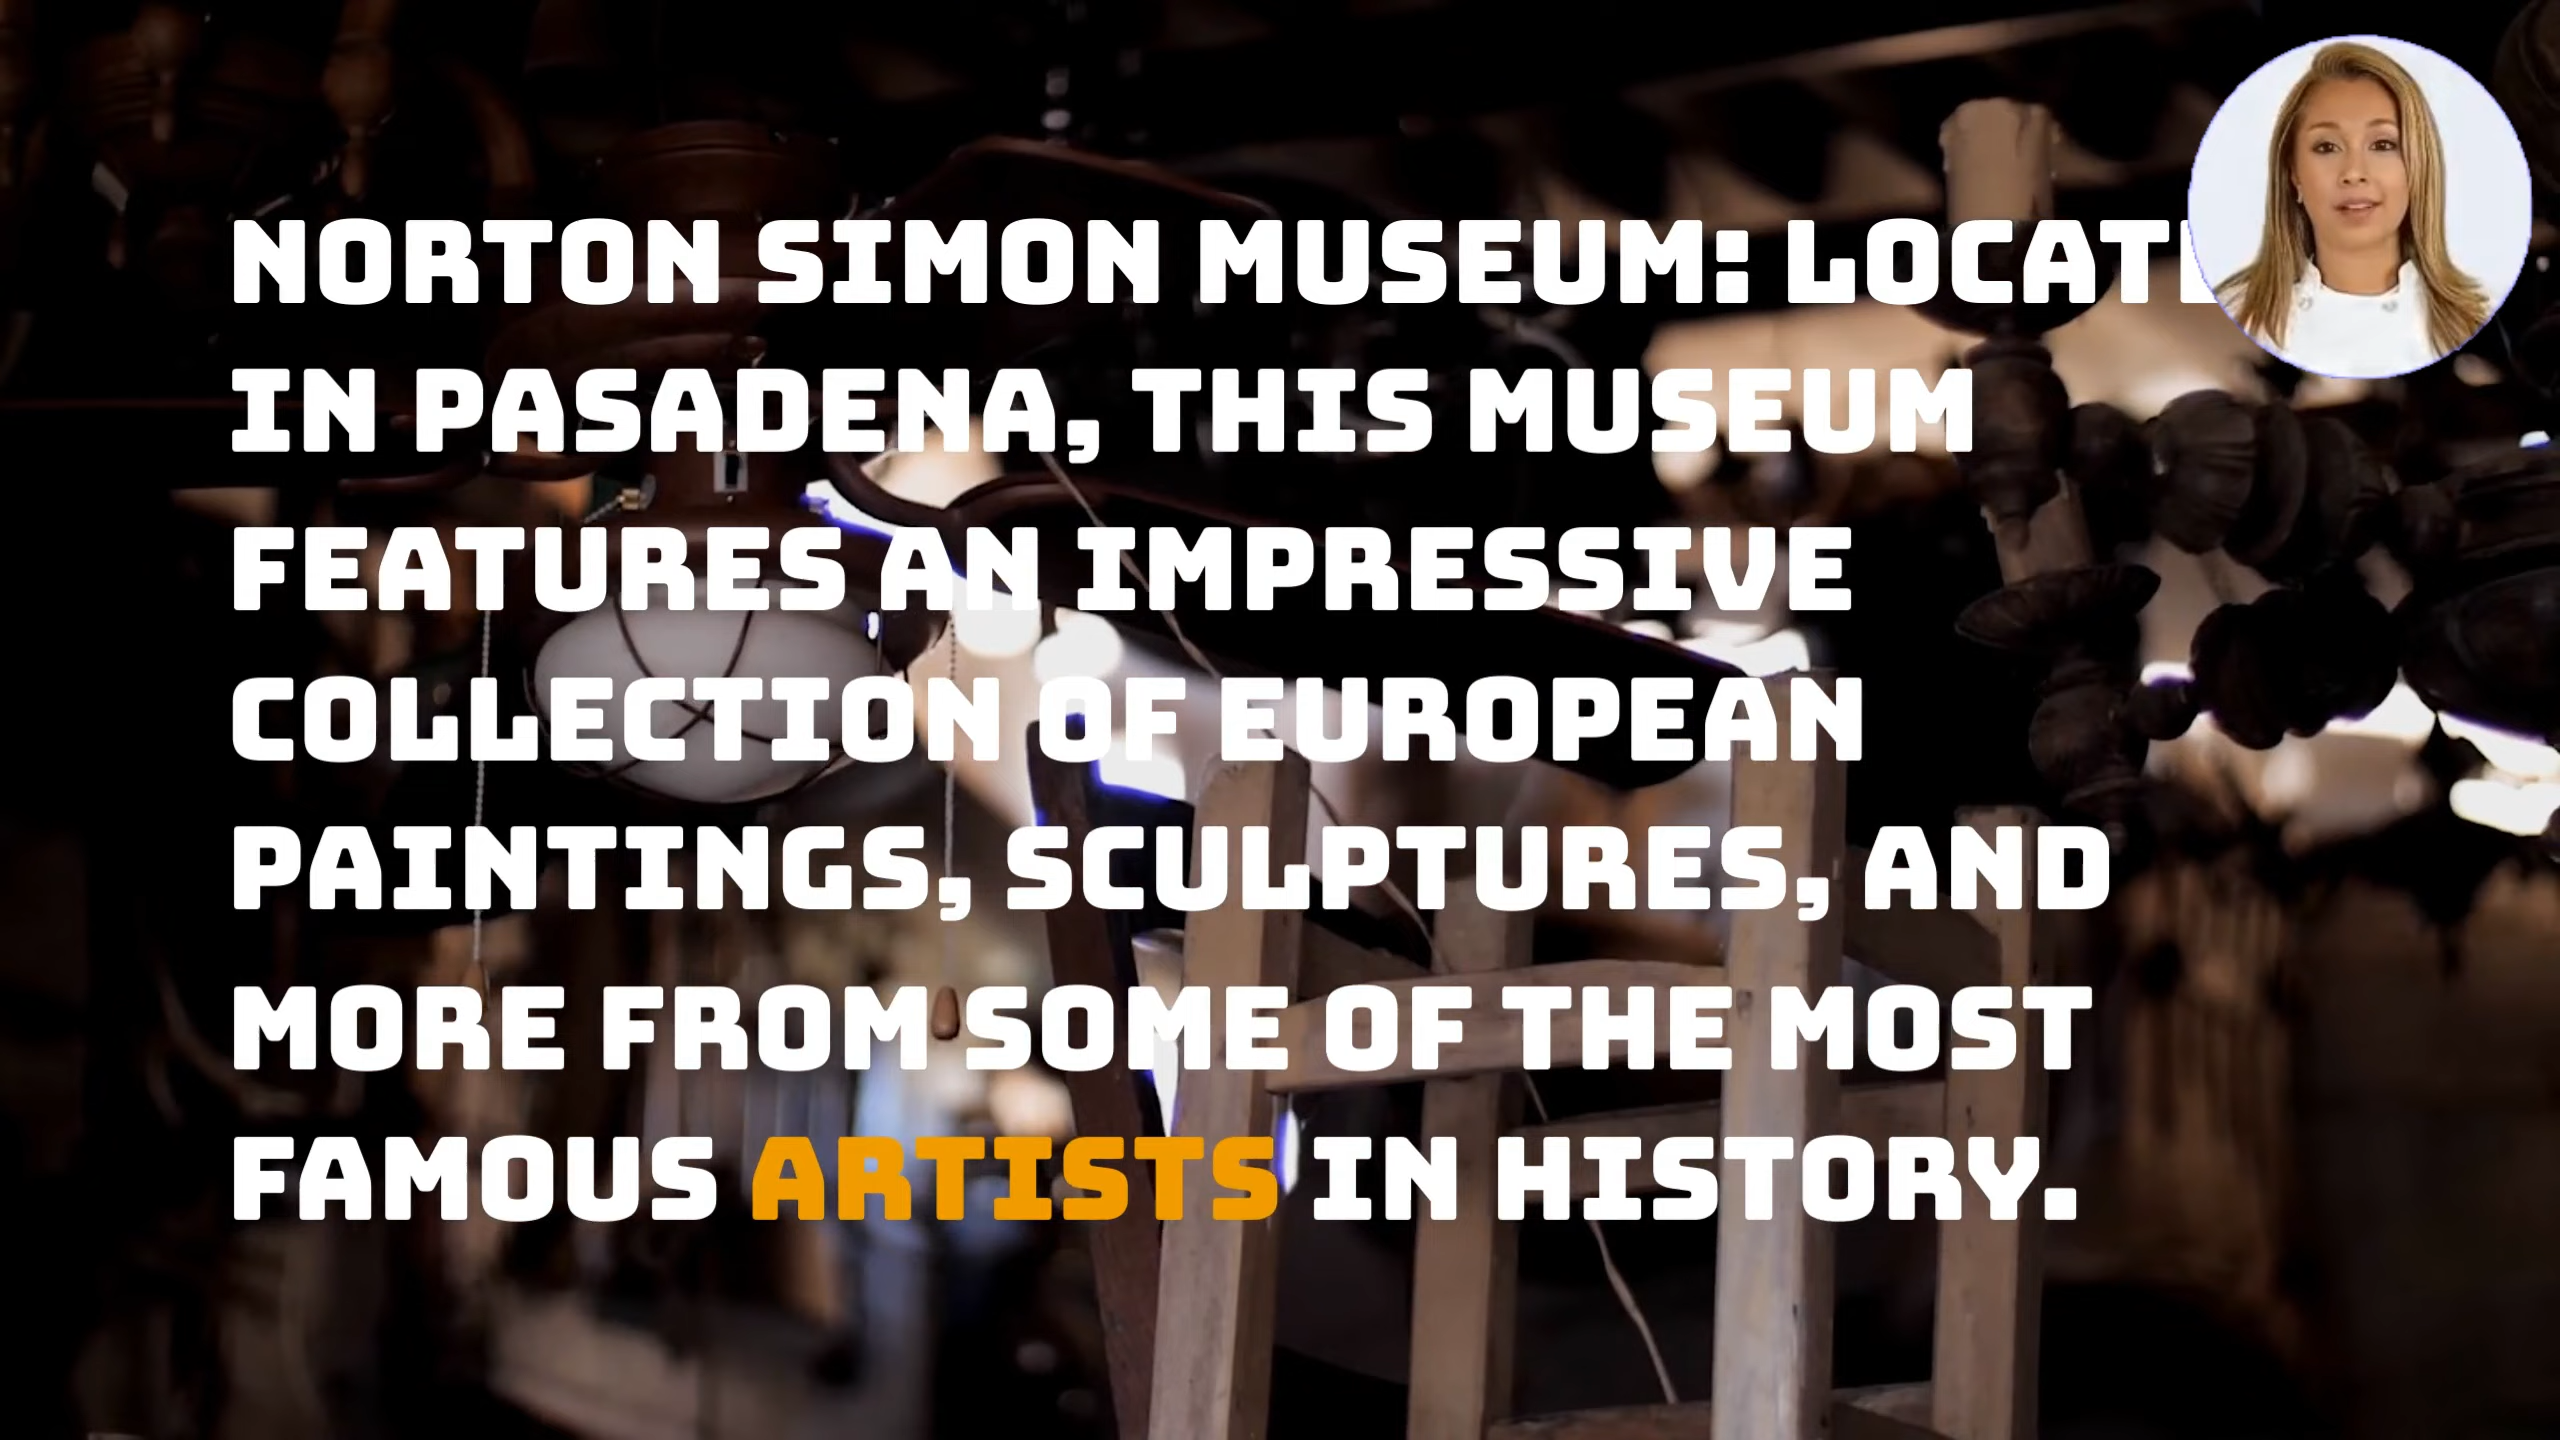 NORTON SIMON MUSEUM:
IN PASADENA, THIS MUSEUM
FEATURES AN IMPRESSIVE
COLLECTION OF EUROPEAN
PAINTINGS, SCULPTURES, AND
MORE FROM SOME OF THE MOST
FAMOUS ARTISTS IN HISTORY.